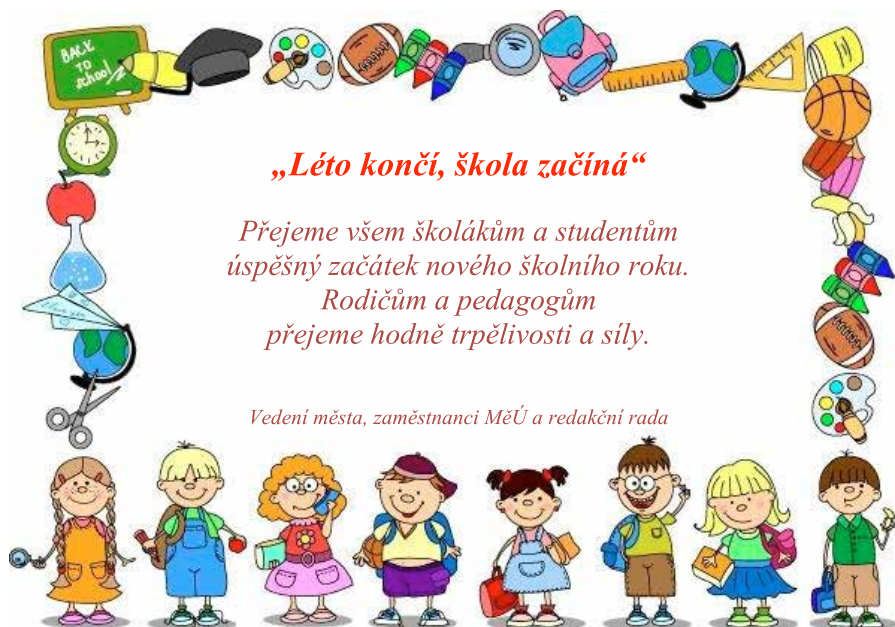 BACK
TO
school
„Léto končí, škola začíná“
Přejeme všem školákům a studentům
úspěšný začátek nového školního roku.
Rodičům a pedagogům
přejeme hodně trpělivosti a síly.
Vedení města, zaměstnanci MěÚ a redakční rada